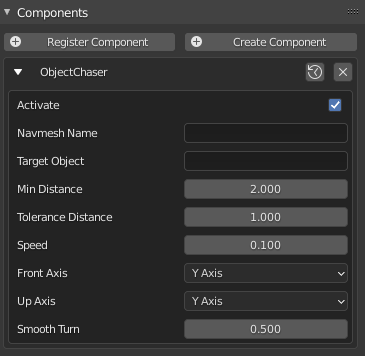 Components
Register Component
Create Component
ObjectChaser
Activate
Navmesh Name
Target Object
Min Distance 2.000
Tolerance Distance 1.000
Speed 0.100
Front Axis Y Axis
Up Axis Y Axis
Smooth Turn 0.500